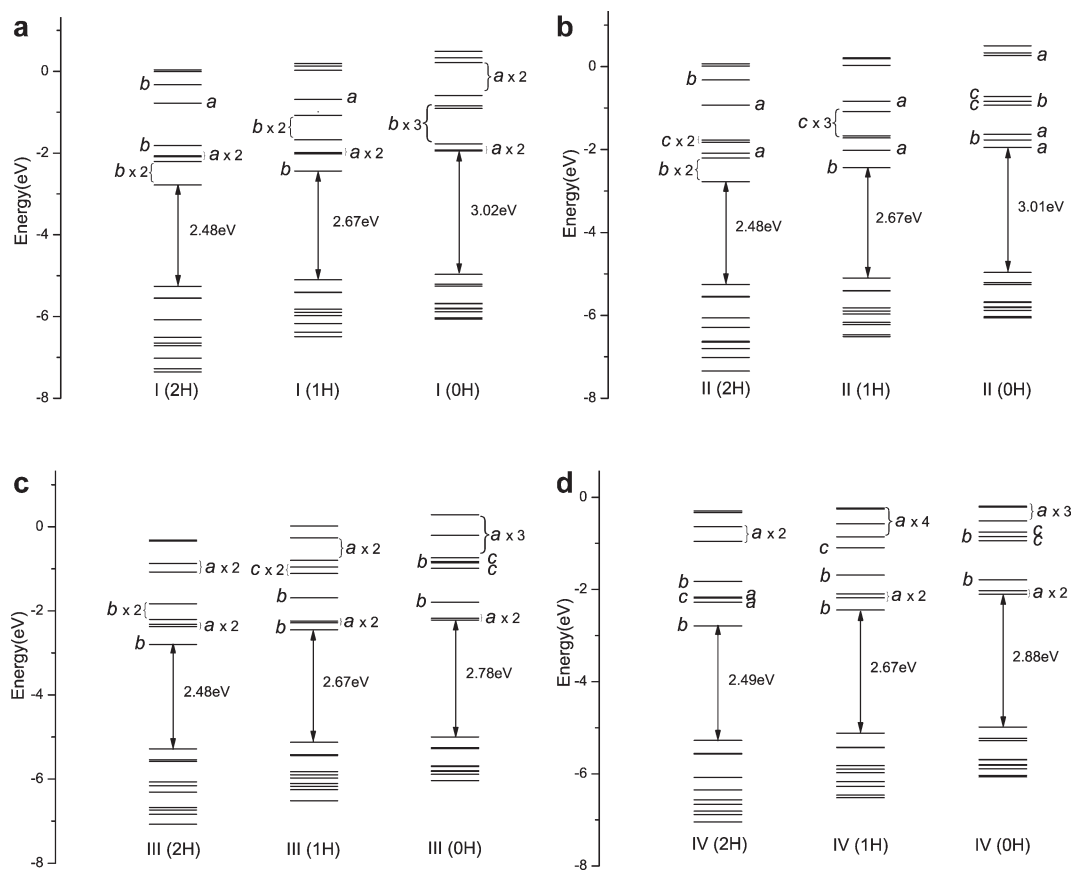 a
Energy(eV)
0
-2
-4
-6
-8
b
a
b
a x 2
b x 2
2.48eV
I (2H)
a
b x 2
a x 2
b
2.67eV
I (1H)
a x 2
b x 3
a x 2
3.02eV
I (0H)
b
Energy(eV)
0
-2
-4
-6
-8
b
a
c x 2
a
b x 2
2.48eV
II (2H)
a
c x 3
a
b
2.67eV
II (1H)
a
c
c
b
a
b
a
3.01eV
II (0H)
c
Energy(eV)
0
-2
-4
-6
-8
a x 2
b x 2
a x 2
b
2.48eV
III (2H)
a x 2
c x 2
b
a x 2
b
2.67eV
III (1H)
a x 3
b
c
c
b
a x 2
2.78eV
III (0H)
d
Energy(eV)
0
-2
-4
-6
-8
a x 2
b
c
a
a
b
2.49eV
IV (2H)
a x 4
c
b
a x 2
b
2.67eV
IV (1H)
a x 3
c
b
c
b
a x 2
2.88eV
IV (0H)